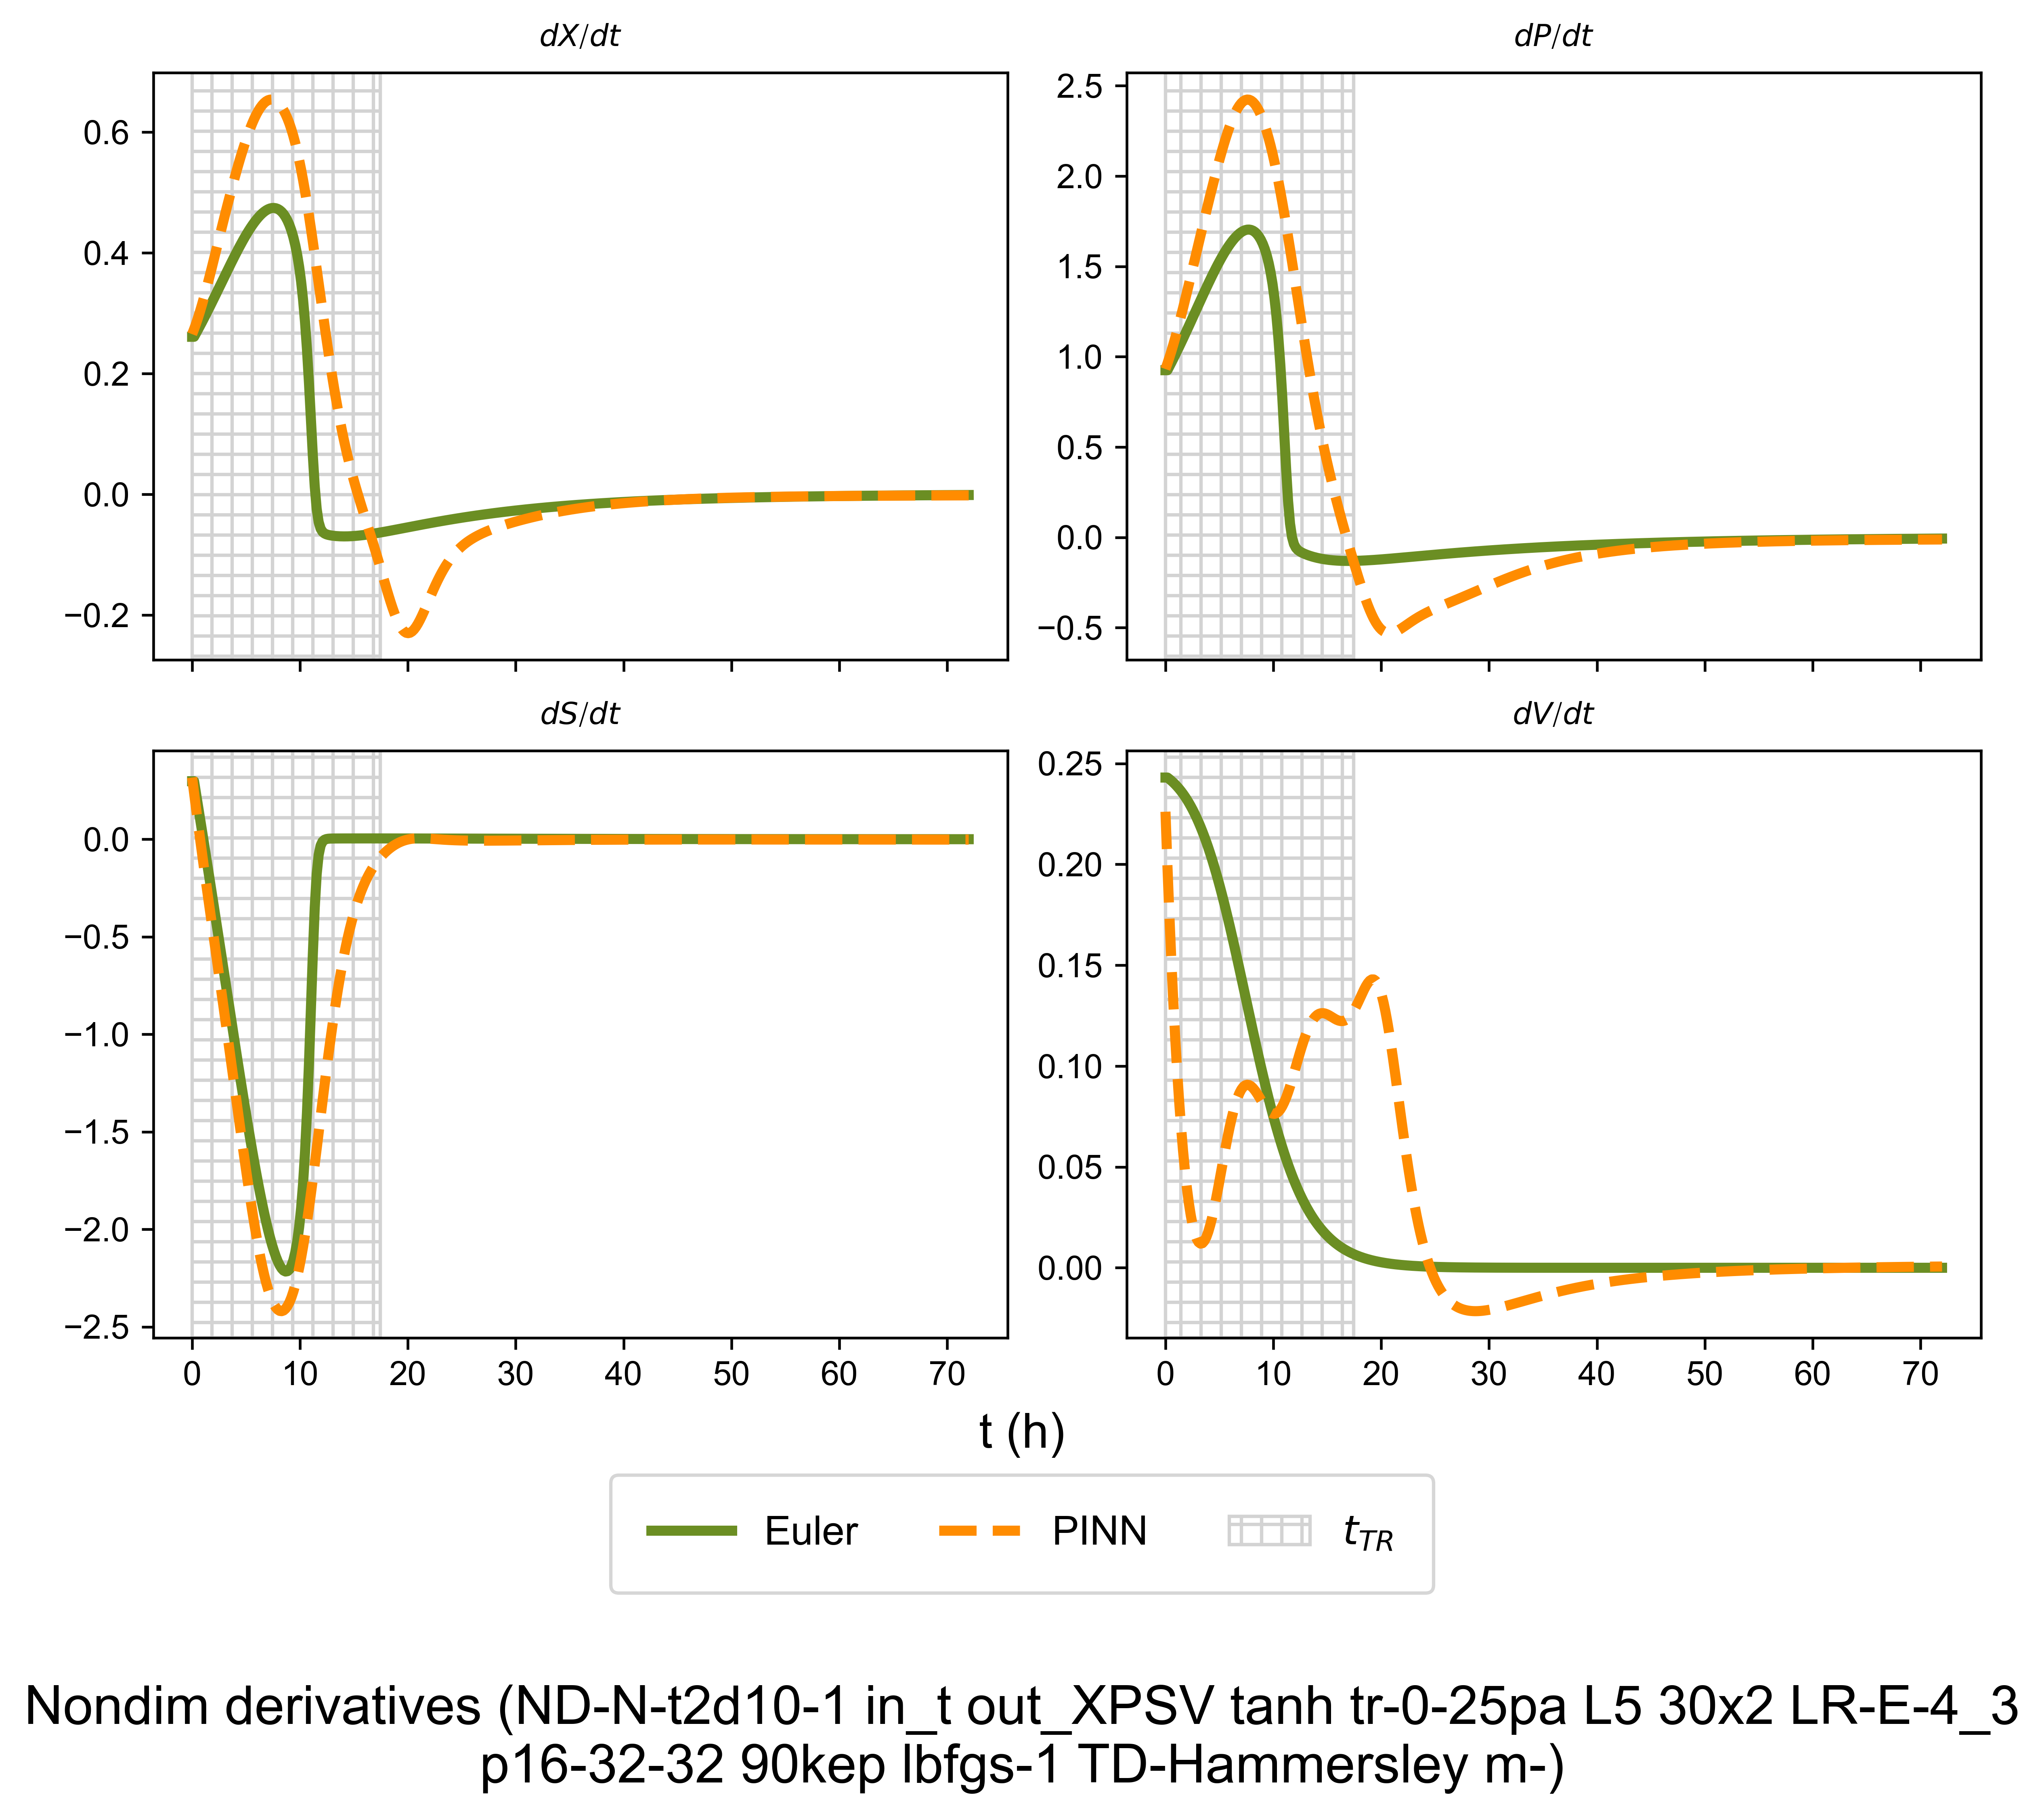 dX/dt
dP/dt
0.6
0.4
0.2
0.0
−0.2
2.5
2.0
1.5
1.0
0.5
0.0
−0.5
dS/dt
dV/dt
0.0
−0.5
−1.0
−1.5
−2.0
−2.5
0 10 20 30 40 50 60 70
0.25
0.20
0.15
0.10
0.05
0.00
0 10 20 30 40 50 60 70
t (h)
Euler PINN t_TR
Nondim derivatives (ND-N-t2d10-1 in_t out_XPSV tanh tr-0-25pa L5 30x2 LR-E-4_3
p16-32-32 90kep lbfgs-1 TD-Hammersley m-)